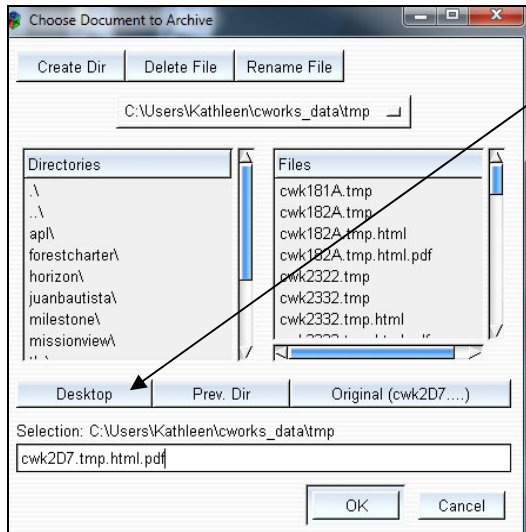 Choose Document to Archive
Create Dir Delete File Rename File
C:\Users\Kathleen\cworks_data\tmp
Directories
.\
..\
apl\
forestcharter\
horizon\
juanbautista\
milestone\
missionview\
Files
cwk181A.tmp
cwk182A.tmp
cwk182A.tmp.html
cwk182A.tmp.html.pdf
cwk2322.tmp
cwk2332.tmp
cwk2332.tmp.html
Desktop Prev. Dir Original (cwk2D7....)
Selection: C:\Users\Kathleen\cworks_data\tmp
cwk2D7.tmp.html.pdf
OK Cancel